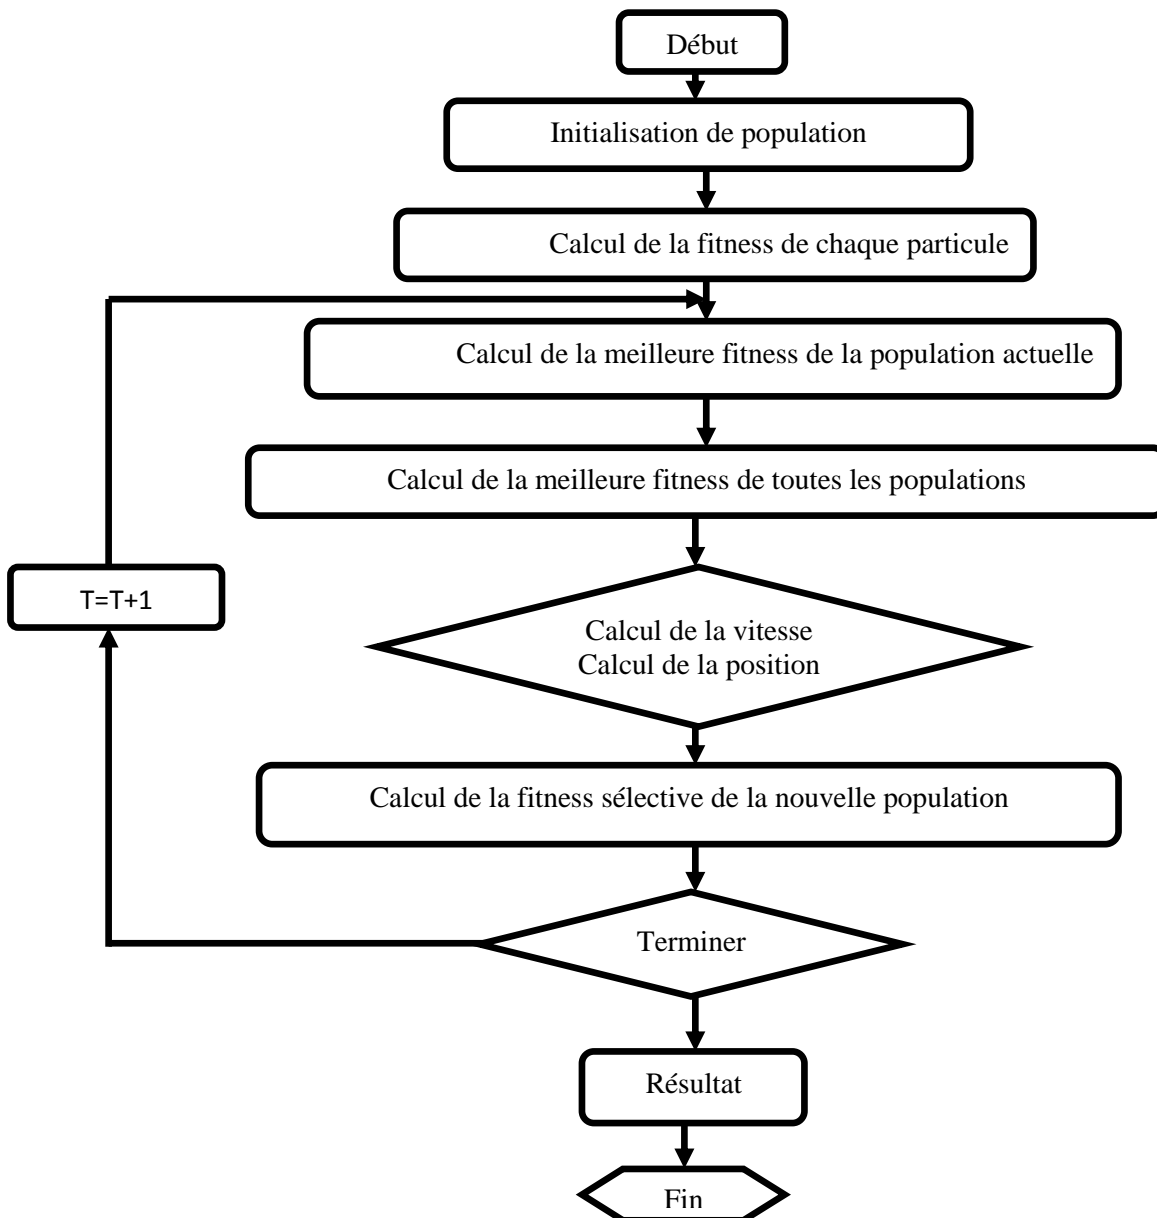 Début
Initialisation de population
Calcul de la fitness de chaque particule
Calcul de la meilleure fitness de la population actuelle
Calcul de la meilleure fitness de toutes les populations
T=T+1
Calcul de la vitesse
Calcul de la position
Calcul de la fitness sélective de la nouvelle population
Terminer
Résultat
Fin